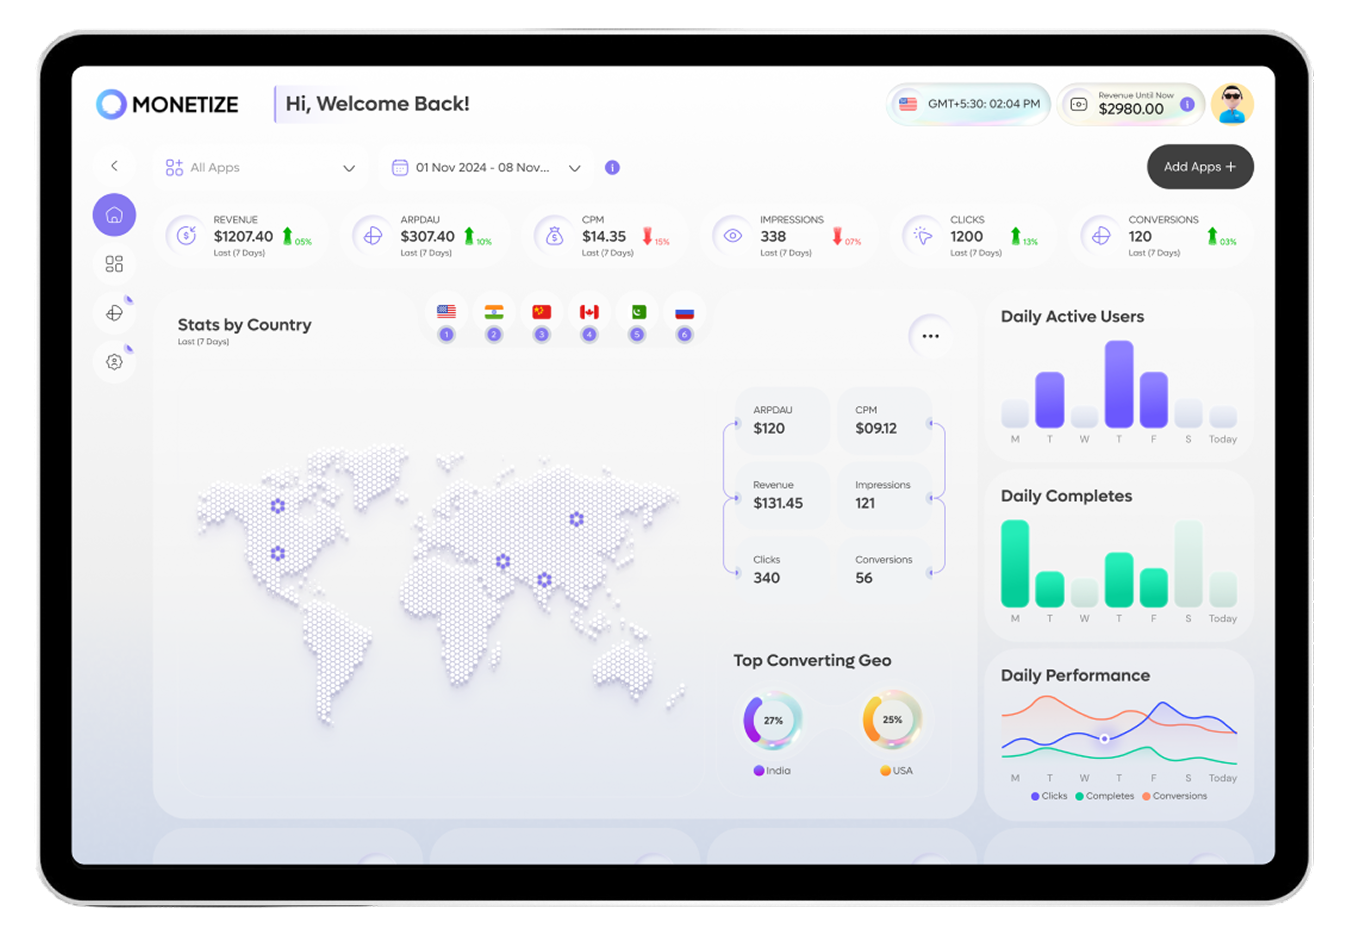 MONETIZE
Hi, Welcome Back!
GMT+5:30: 02:04 PM
Revenue Until Now
$2980.00
i
All Apps
01 Nov 2024 - 08 Nov...
i
Add Apps +
REVENUE
$1207.40
05%
Last (7 Days)
ARPDAU
$307.40
10%
Last (7 Days)
CPM
$14.35
15%
Last (7 Days)
IMPRESSIONS
338
07%
Last (7 Days)
CLICKS
1200
13%
Last (7 Days)
CONVERSIONS
120
03%
Last (7 Days)
Stats by Country
Last (7 Days)
1 2 3 4 5 6
ARPDAU
$120
CPM
$09.12
Revenue
$131.45
Impressions
121
Clicks
340
Conversions
56
Top Converting Geo
27%
India
25%
USA
Daily Active Users
M T W T F S Today
Daily Completes
M T W T F S Today
Daily Performance
M T W T F S Today
Clicks Completes Conversions